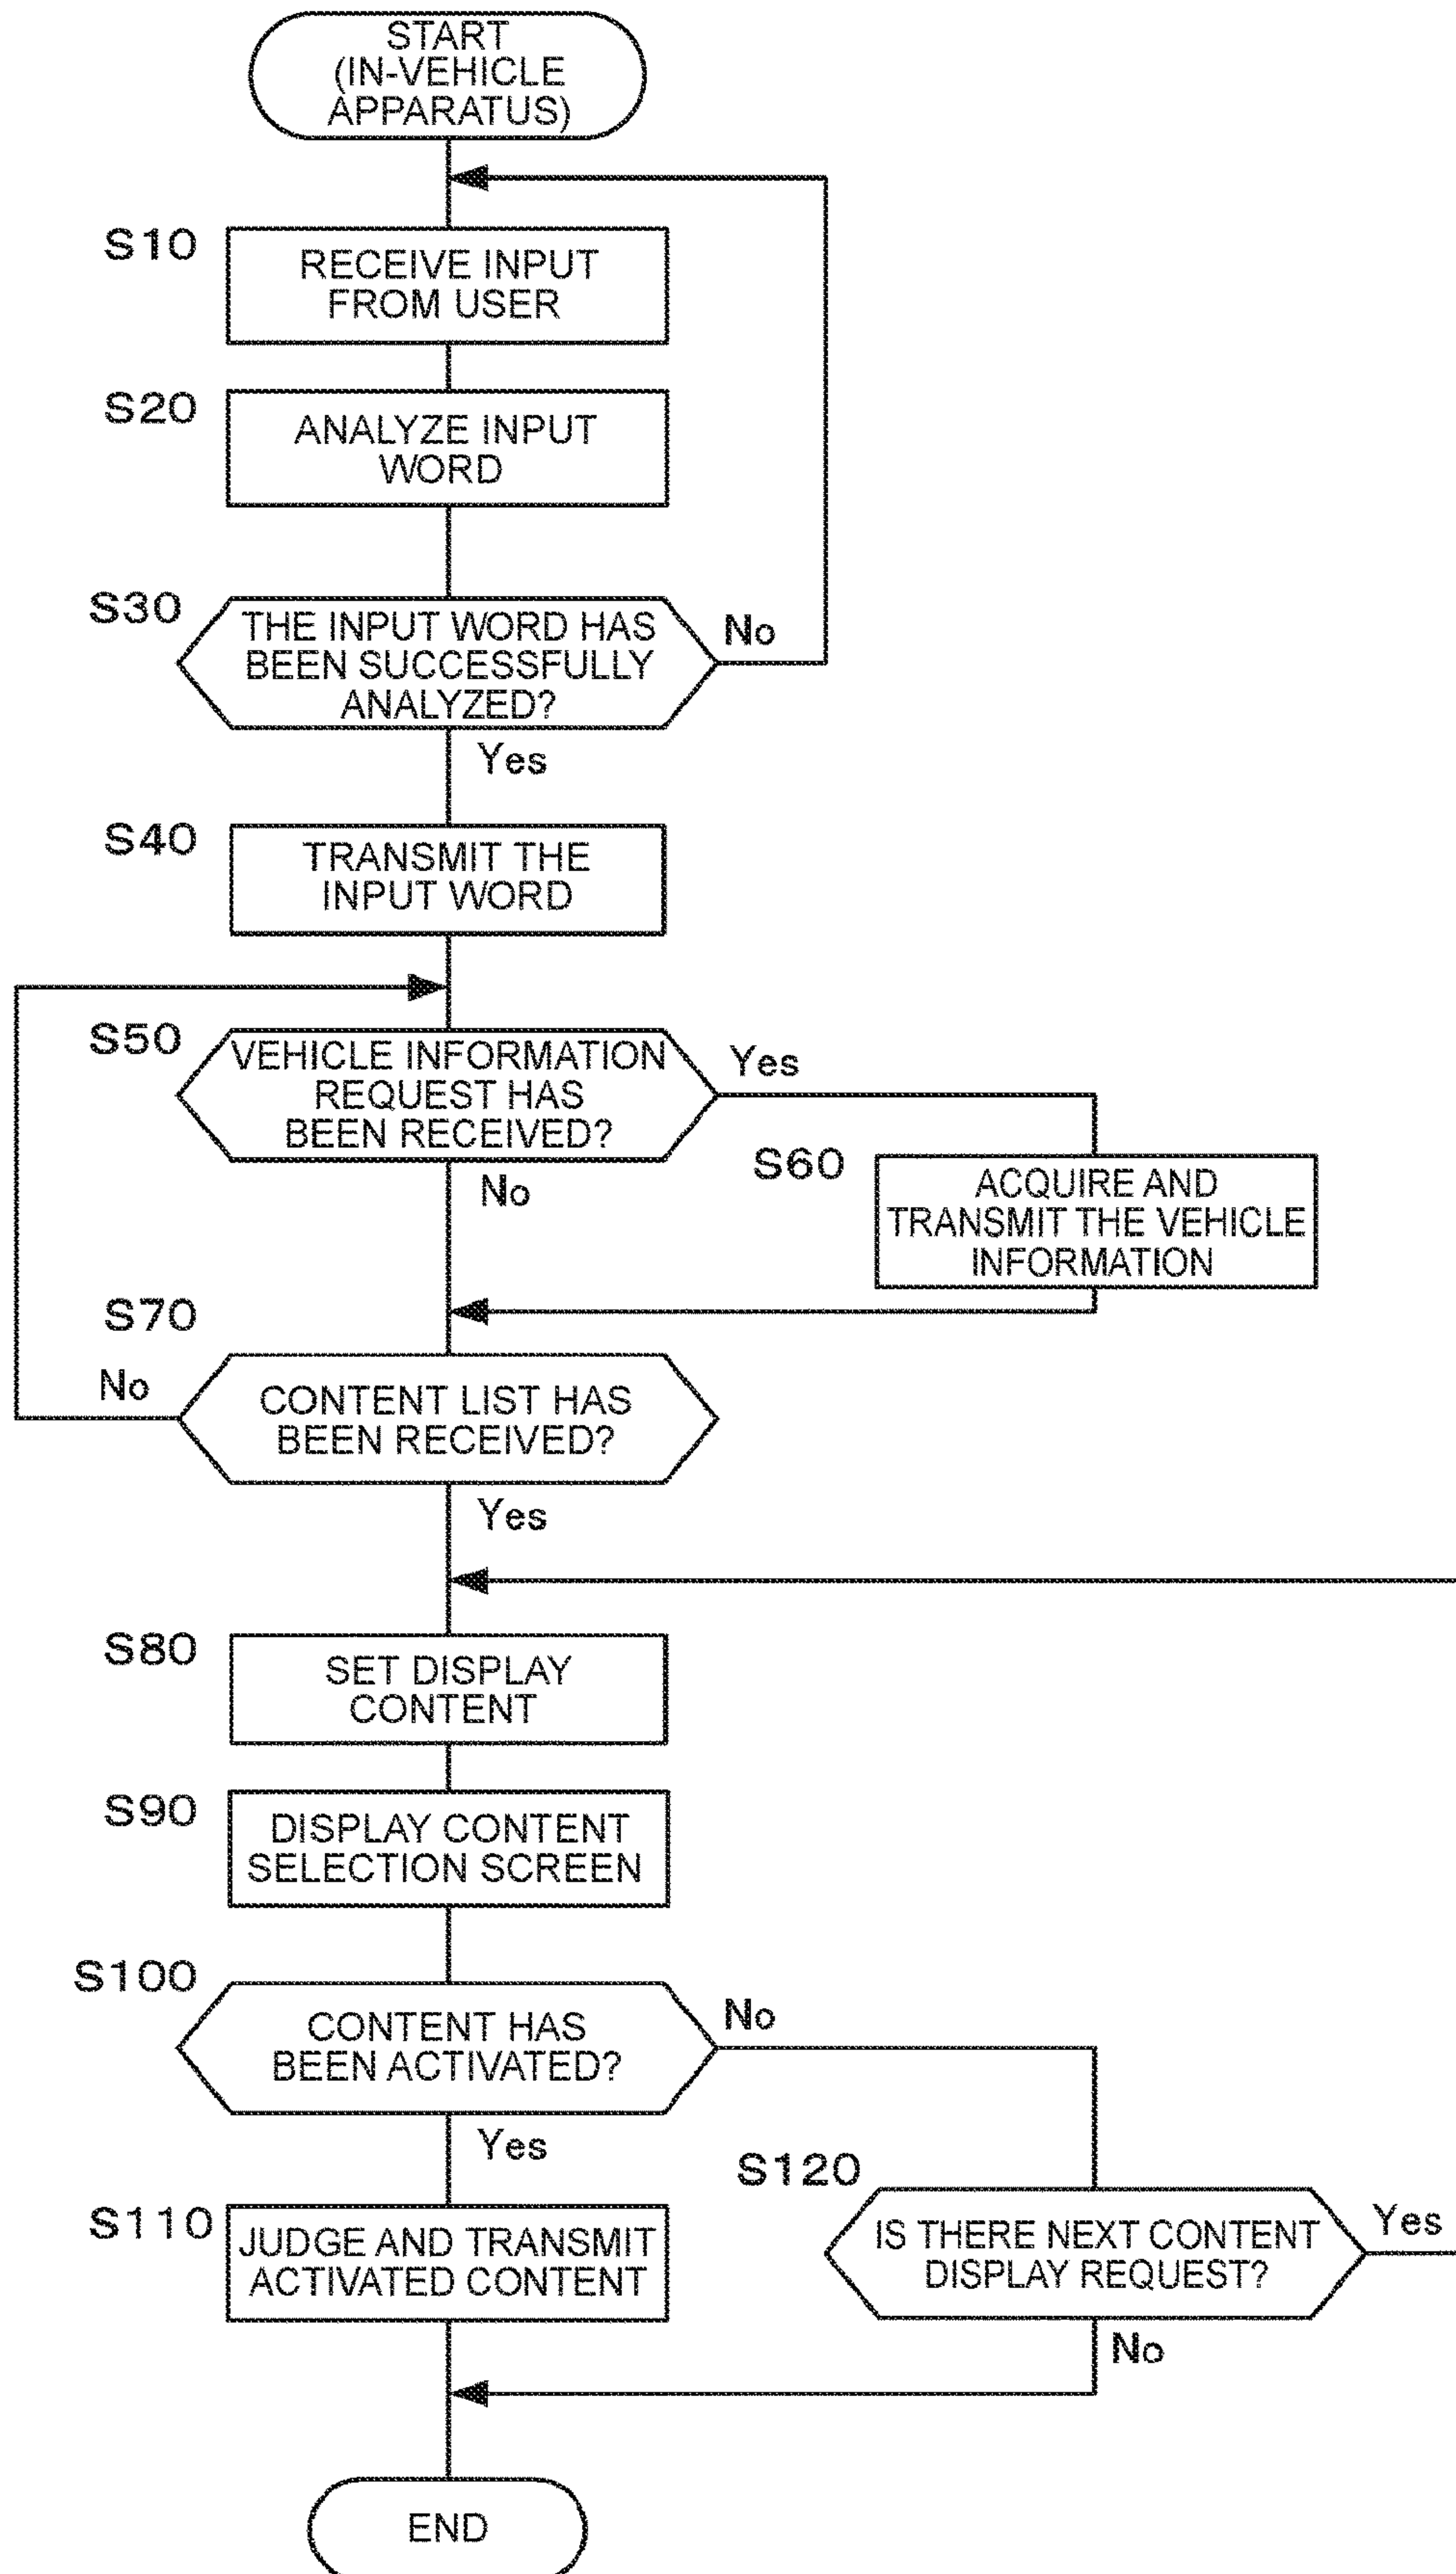 START
(IN-VEHICLE
APPARATUS)
S10
RECEIVE INPUT
FROM USER
S20
ANALYZE INPUT
WORD
S30
THE INPUT WORD HAS
BEEN SUCCESSFULLY
ANALYZED?
No
Yes
S40
TRANSMIT THE
INPUT WORD
S50
VEHICLE INFORMATION
REQUEST HAS
BEEN RECEIVED?
Yes
No
S60
ACQUIRE AND
TRANSMIT THE VEHICLE
INFORMATION
S70
No
CONTENT LIST HAS
BEEN RECEIVED?
Yes
S80
SET DISPLAY
CONTENT
S90
DISPLAY CONTENT
SELECTION SCREEN
S100
CONTENT HAS
BEEN ACTIVATED?
No
Yes
S110
JUDGE AND TRANSMIT
ACTIVATED CONTENT
S120
IS THERE NEXT CONTENT
DISPLAY REQUEST?
Yes
No
END